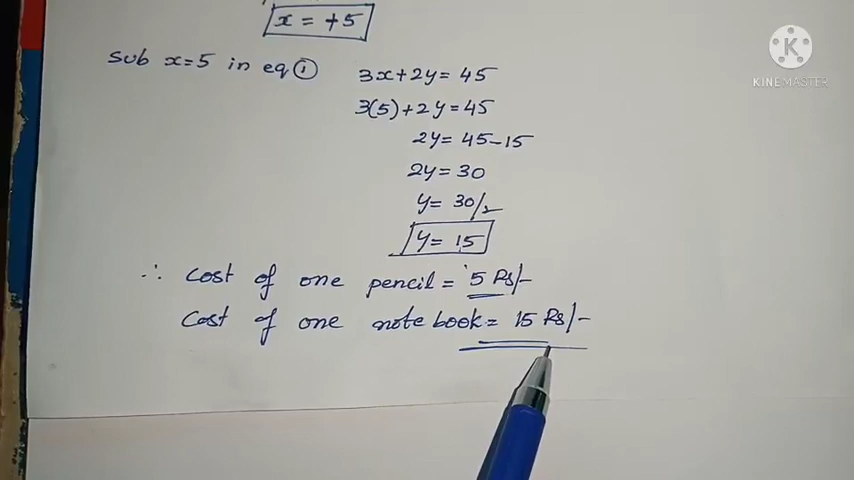 x = +5
Sub x=5 in eq ①
3x+2y= 45
3(5)+2y=45
2y= 45-15
2y= 30
y= 30/2
y= 15
∴ cost of one pencil = 5 Rs/-
Cost of one note book = 15 Rs/-
KINEMASTER